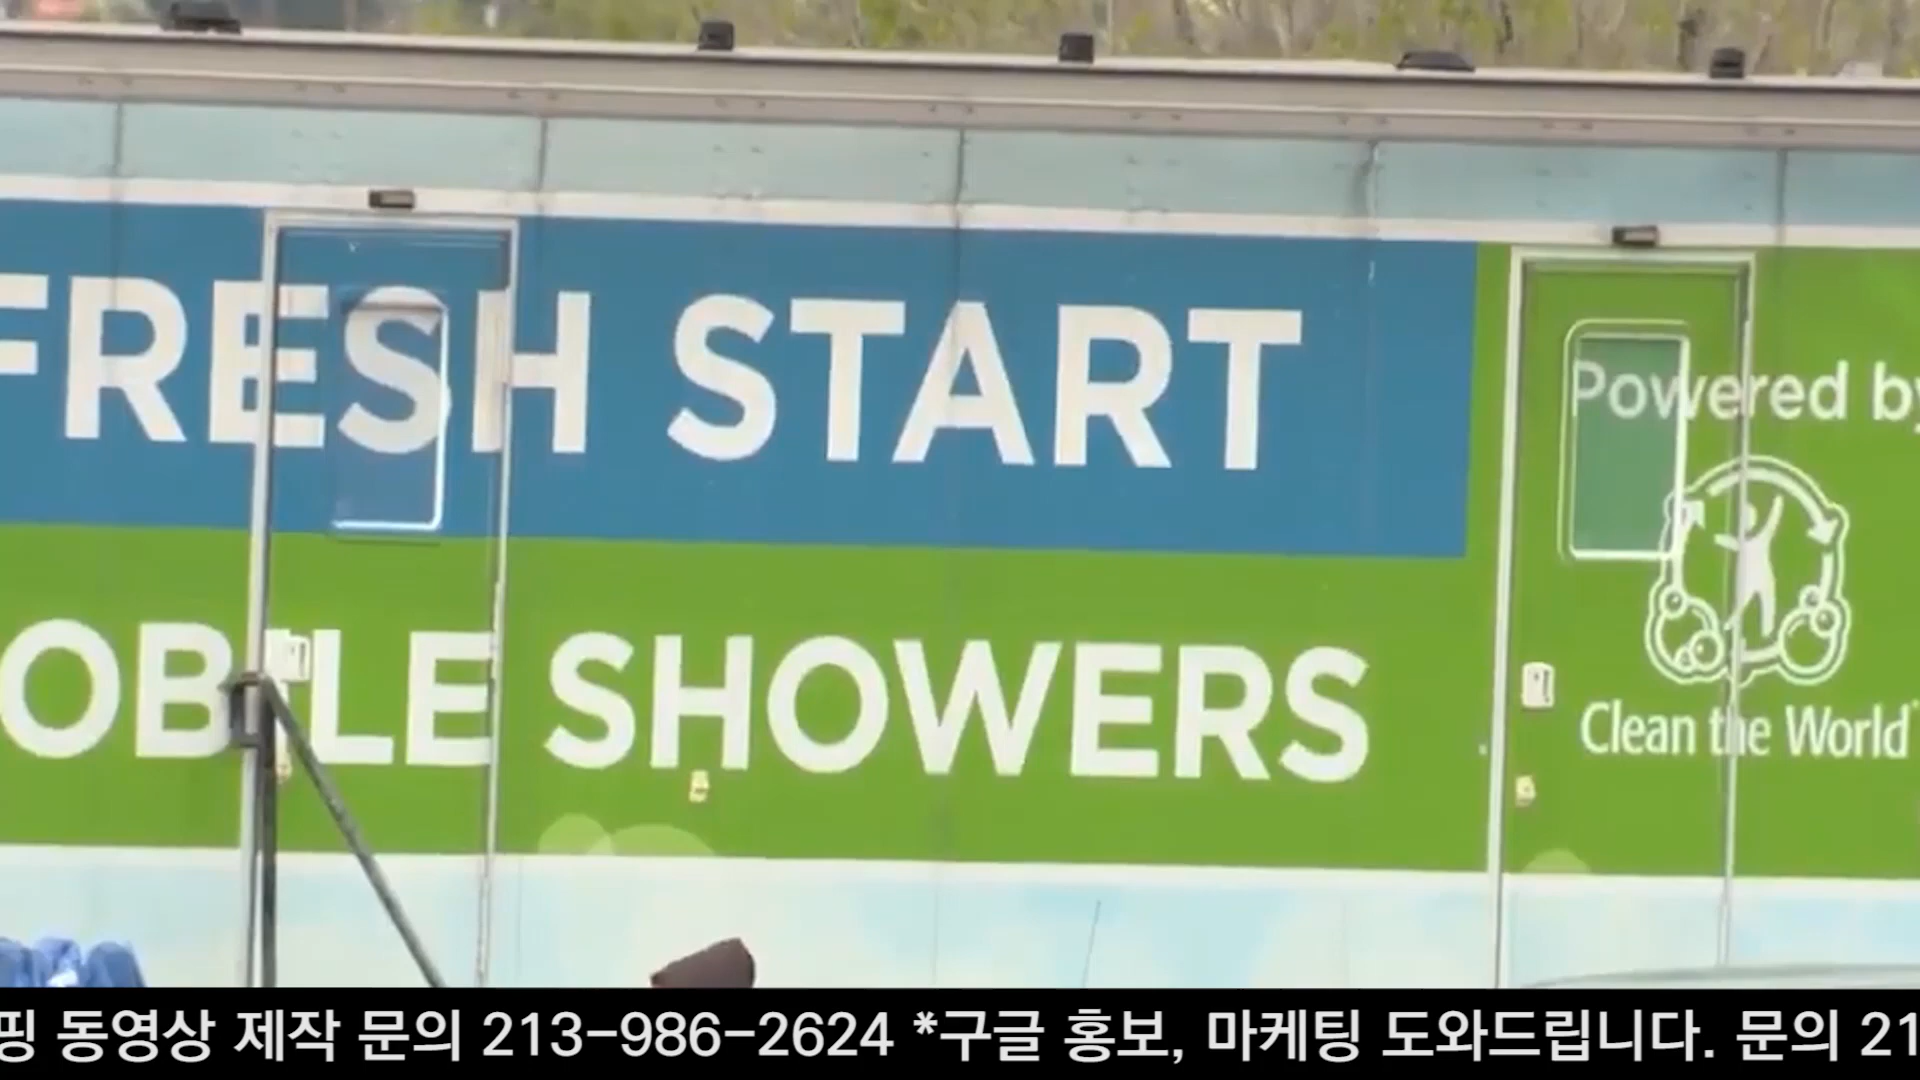 FRESH START
OBILE SHOWERS
Powered by
Clean the World
핑 동영상 제작 문의 213-986-2624 *구글 홍보, 마케팅 도와드립니다. 문의 21